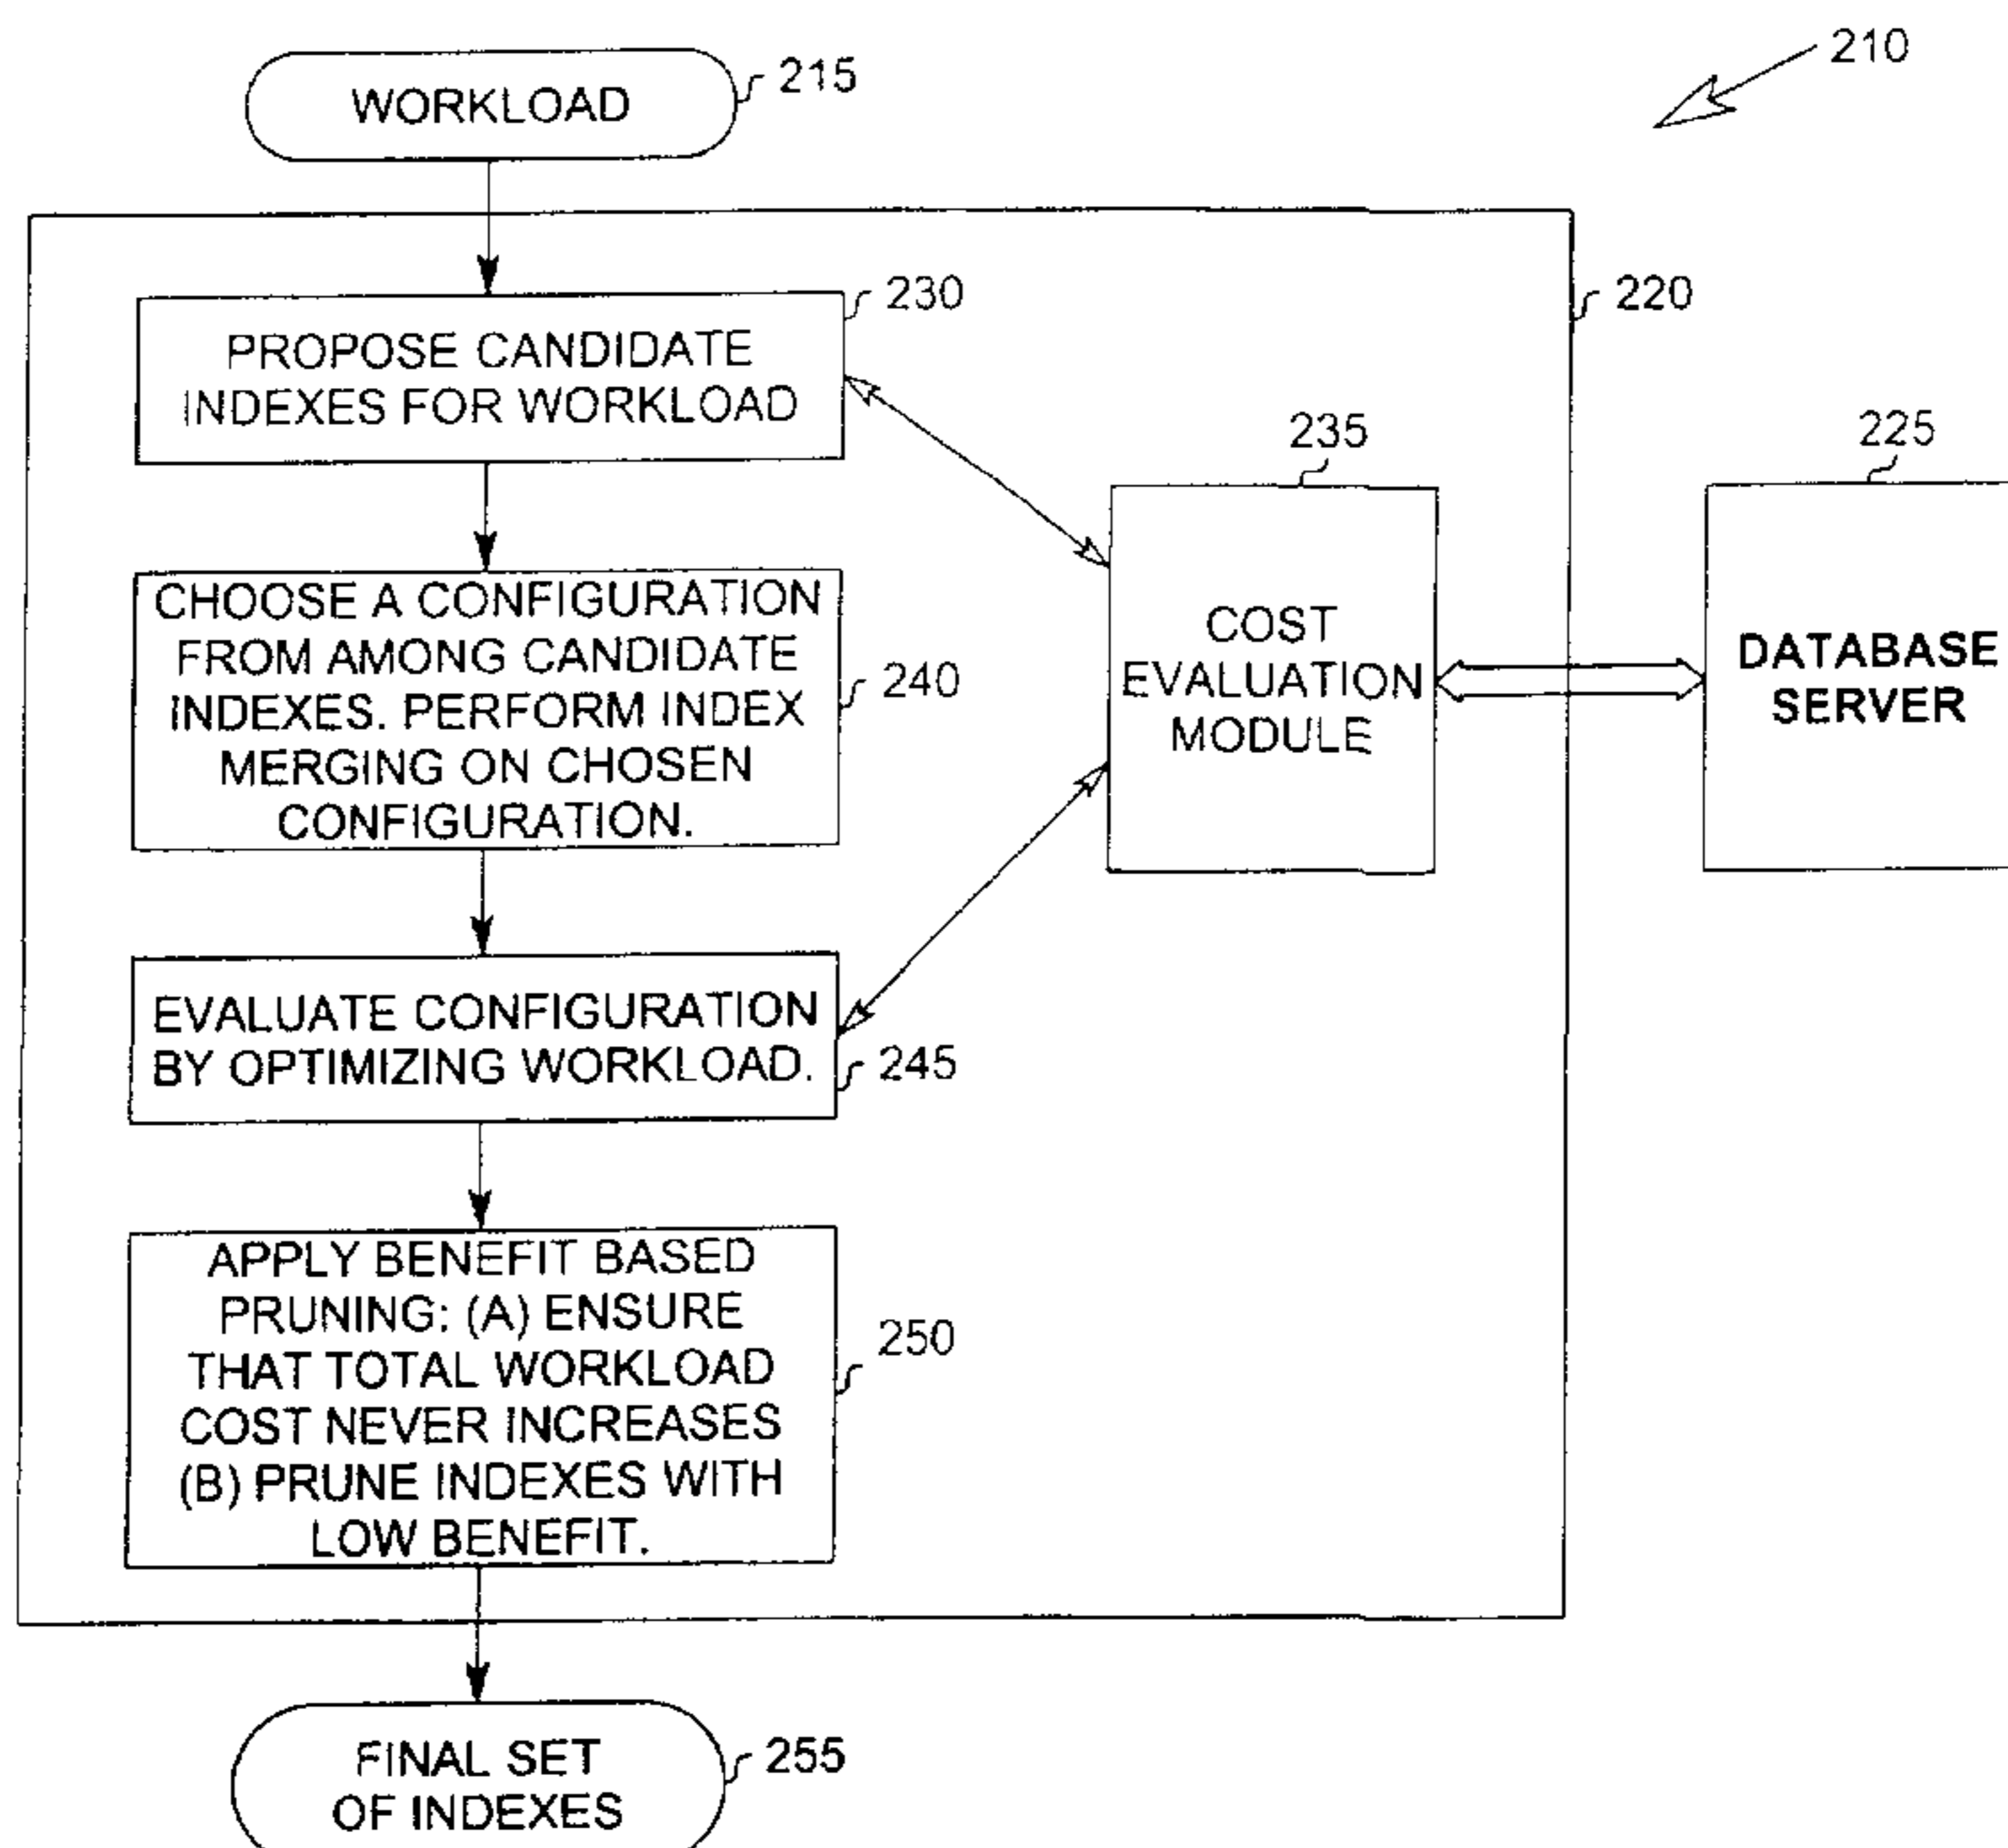 210
WORKLOAD
215
220
PROPOSE CANDIDATE
INDEXES FOR WORKLOAD
230
235
225
CHOOSE A CONFIGURATION
FROM AMONG CANDIDATE
INDEXES. PERFORM INDEX
MERGING ON CHOSEN
CONFIGURATION.
240
COST
EVALUATION
MODULE
DATABASE
SERVER
EVALUATE CONFIGURATION
BY OPTIMIZING WORKLOAD.
245
APPLY BENEFIT BASED
PRUNING: (A) ENSURE
THAT TOTAL WORKLOAD
COST NEVER INCREASES
(B) PRUNE INDEXES WITH
LOW BENEFIT.
250
FINAL SET
OF INDEXES
255